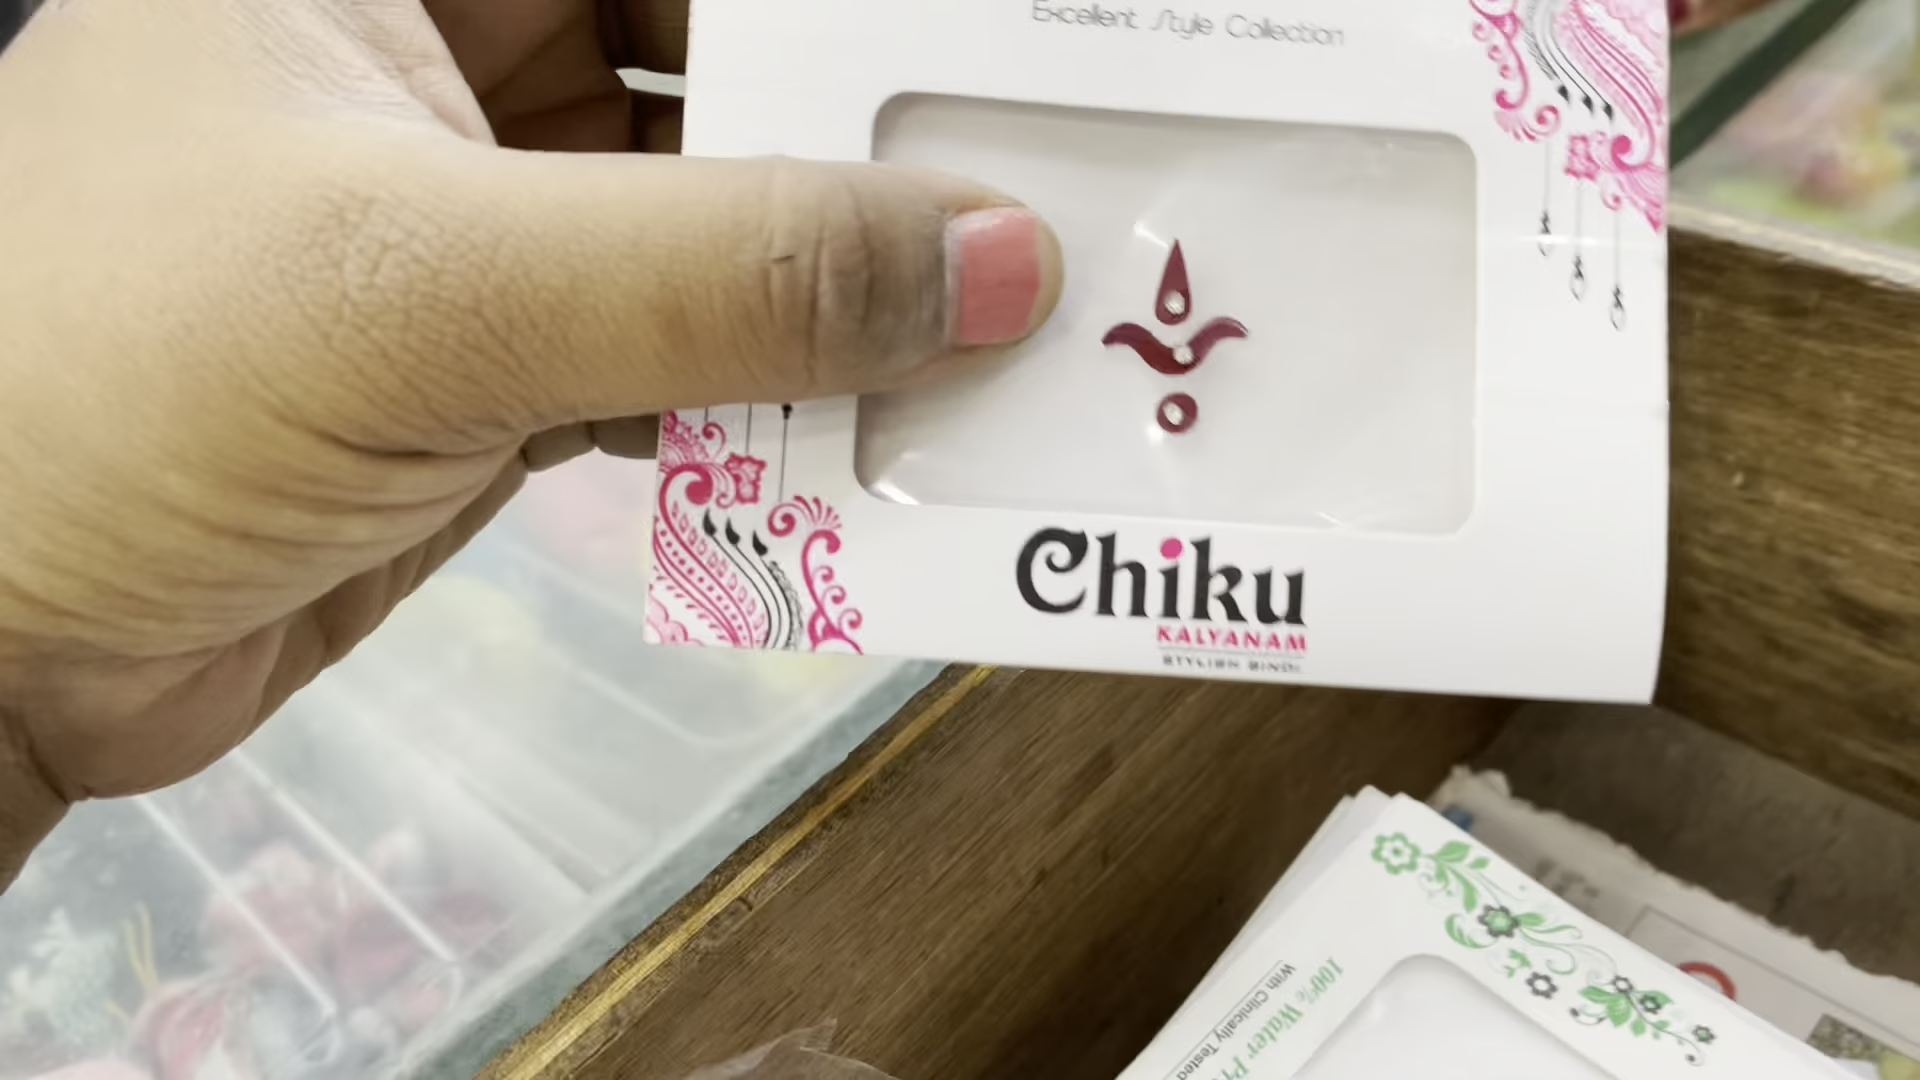 Excellent Style Collection
Chiku
KALYANAM
STYLISH BINDI
100% Water
With Clinically Tested